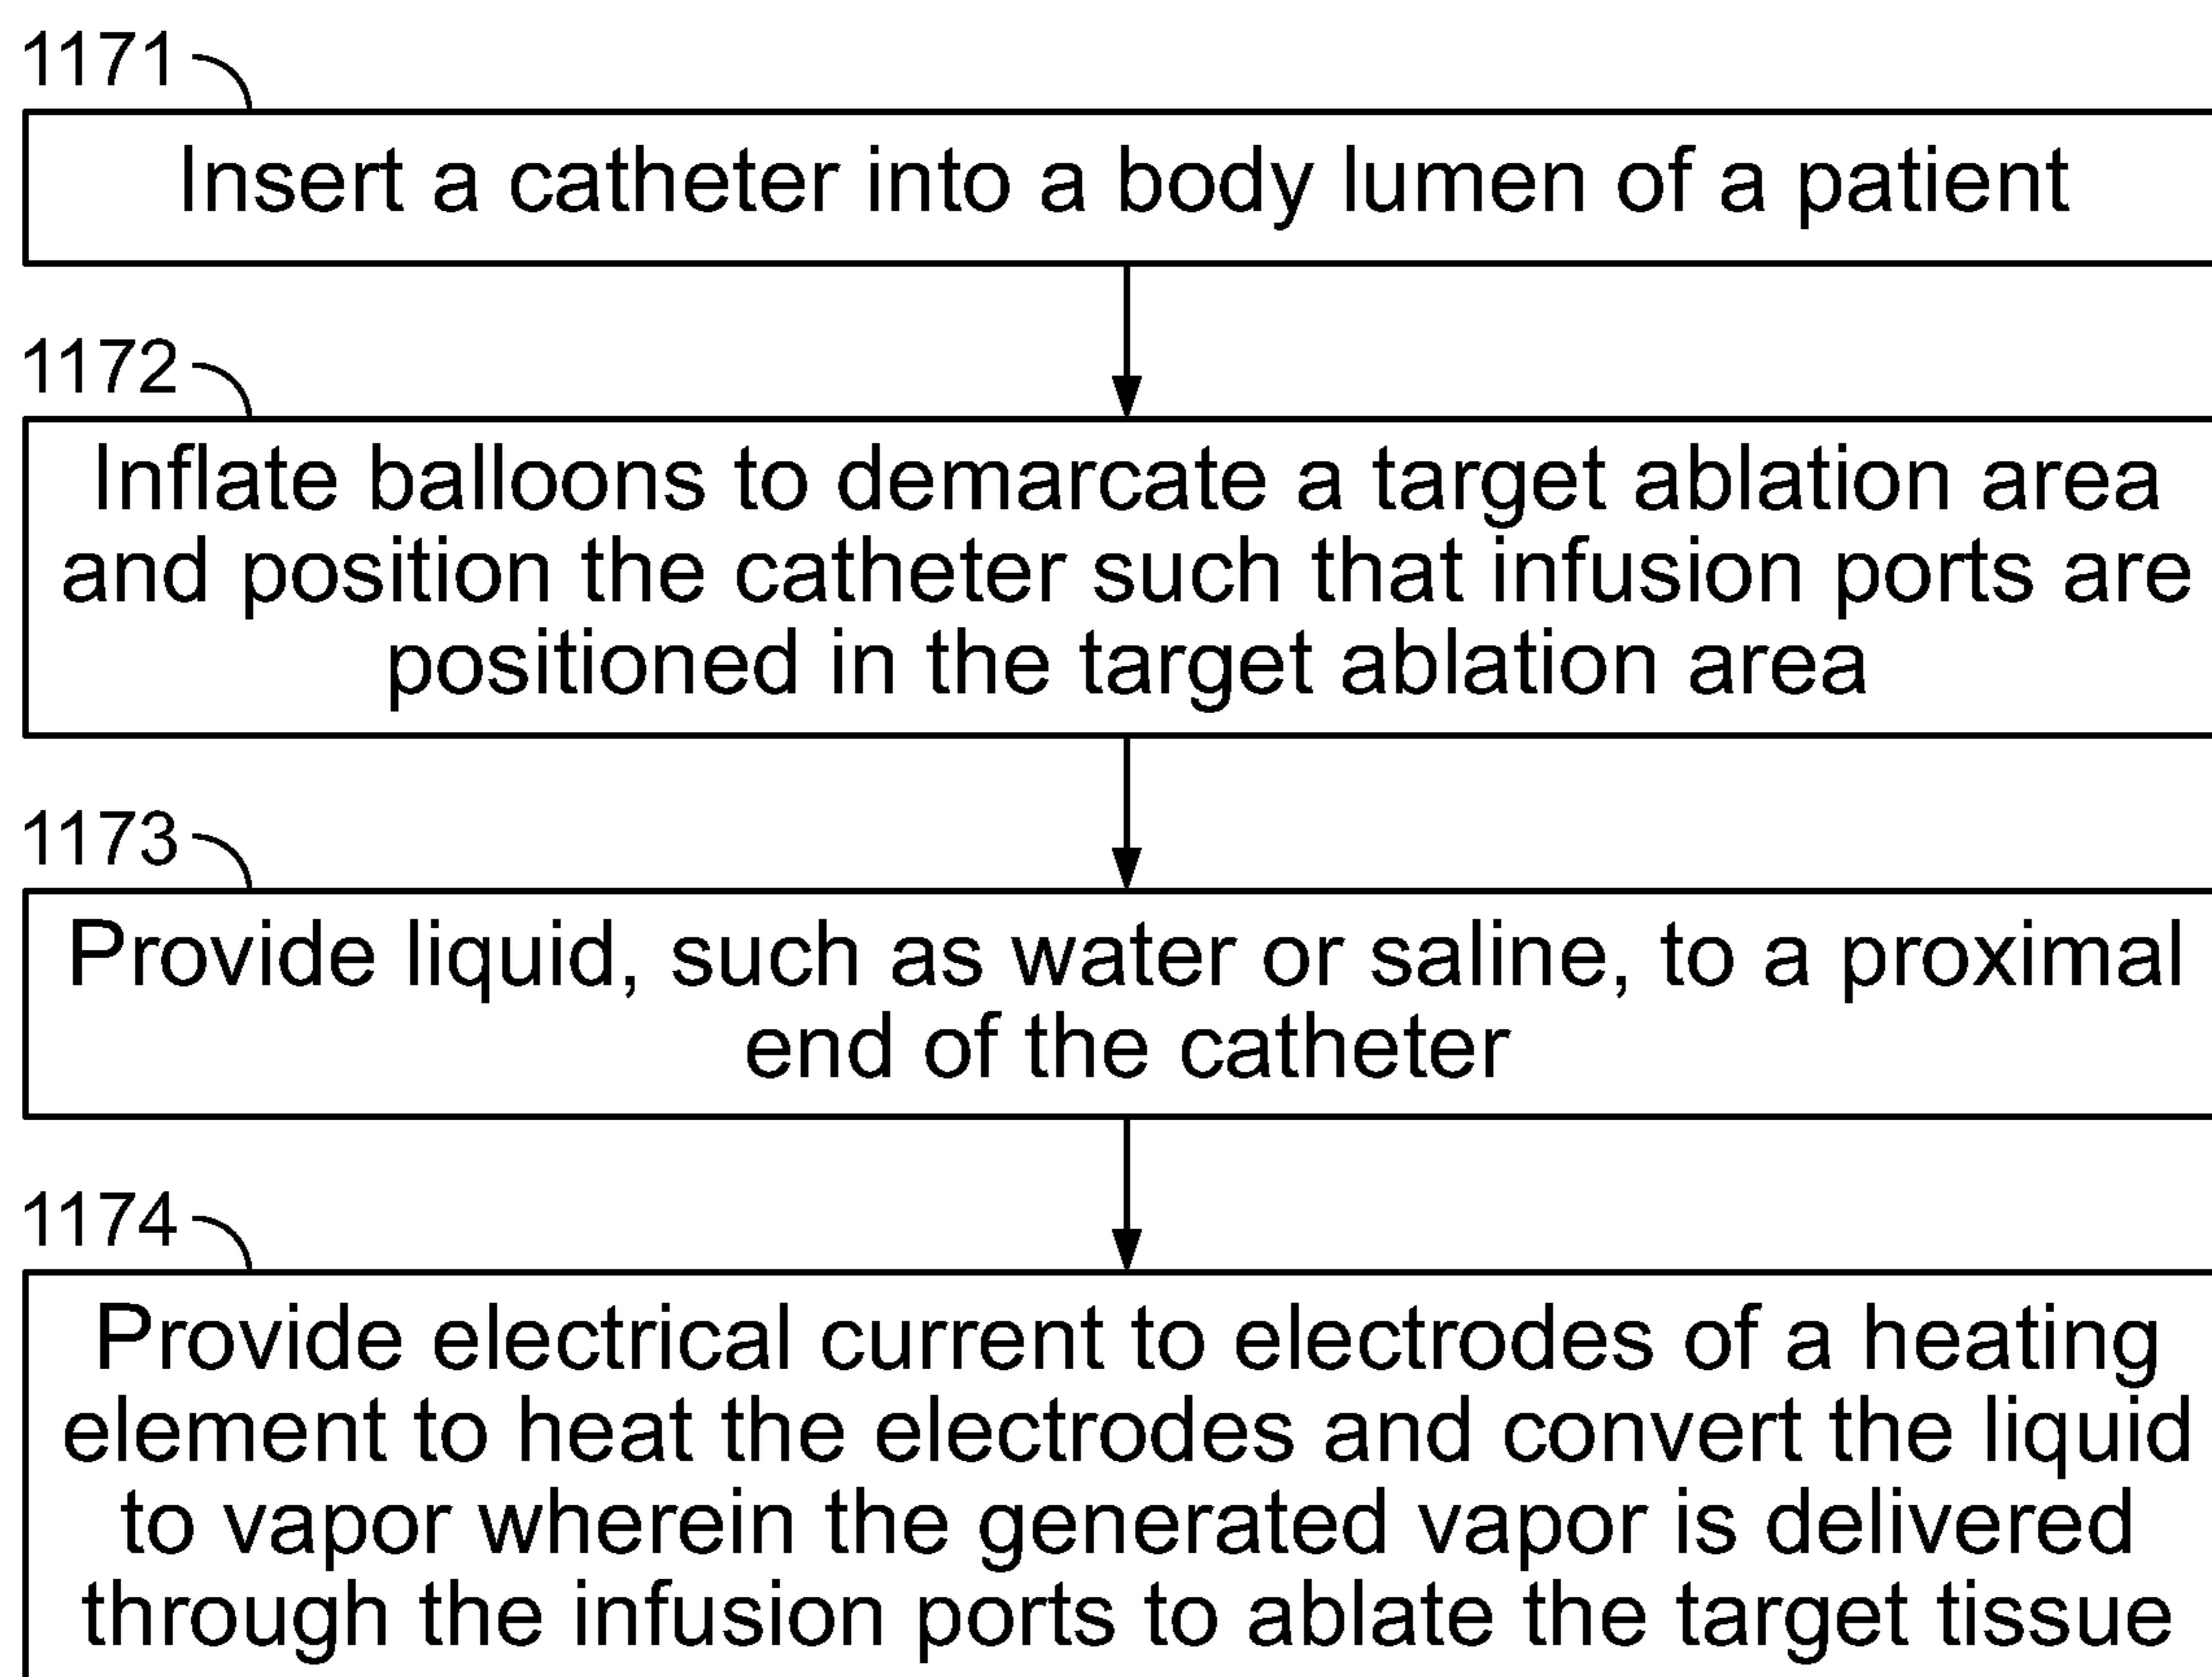 1171
Insert a catheter into a body lumen of a patient
1172
Inflate balloons to demarcate a target ablation area
and position the catheter such that infusion ports are
positioned in the target ablation area
1173
Provide liquid, such as water or saline, to a proximal
end of the catheter
1174
Provide electrical current to electrodes of a heating
element to heat the electrodes and convert the liquid
to vapor wherein the generated vapor is delivered
through the infusion ports to ablate the target tissue